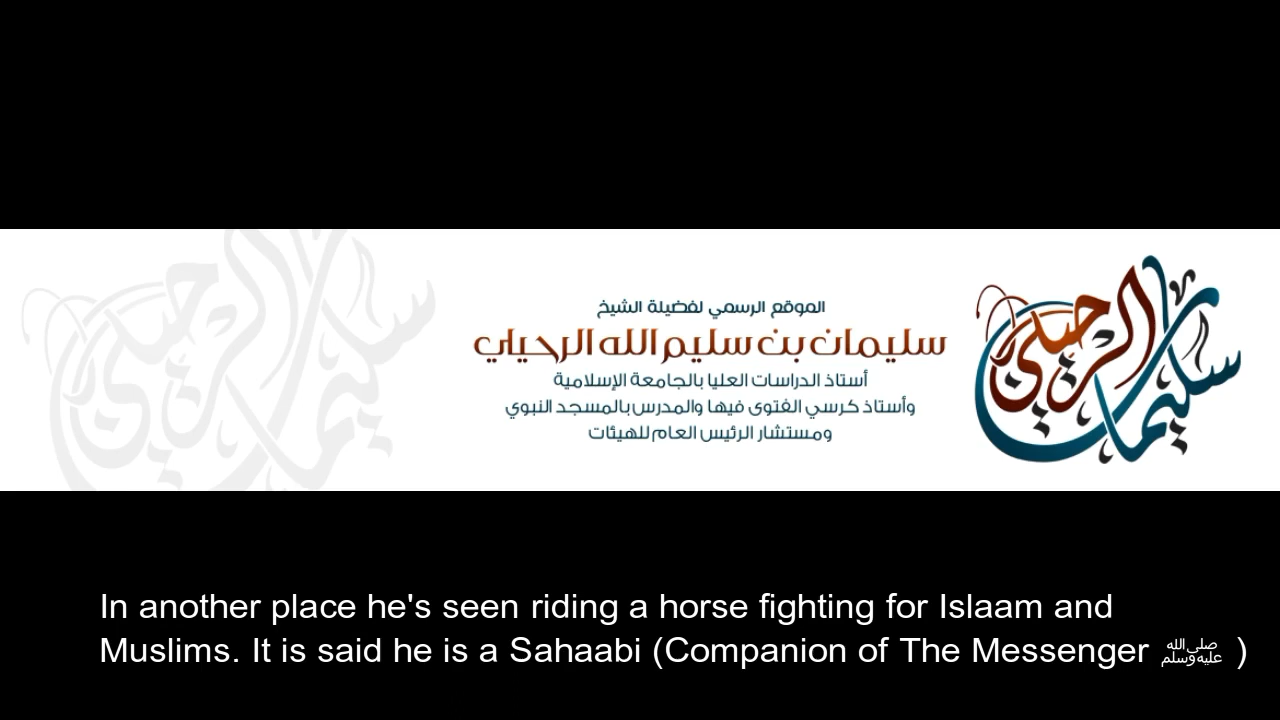 الموقع الرسمي لفضيلة الشيخ
سليمان بن سليم الله الرحيلي
أستاذ الدراسات العليا بالجامعة الإسلامية
وأستاذ كرسي الفتوى فيها والمدرس بالمسجد النبوي
ومستشار الرئيس العام للهيئات
سليمان الرحيلي
In another place he's seen riding a horse fighting for Islaam and
Muslims. It is said he is a Sahaabi (Companion of The Messenger ﷺ )